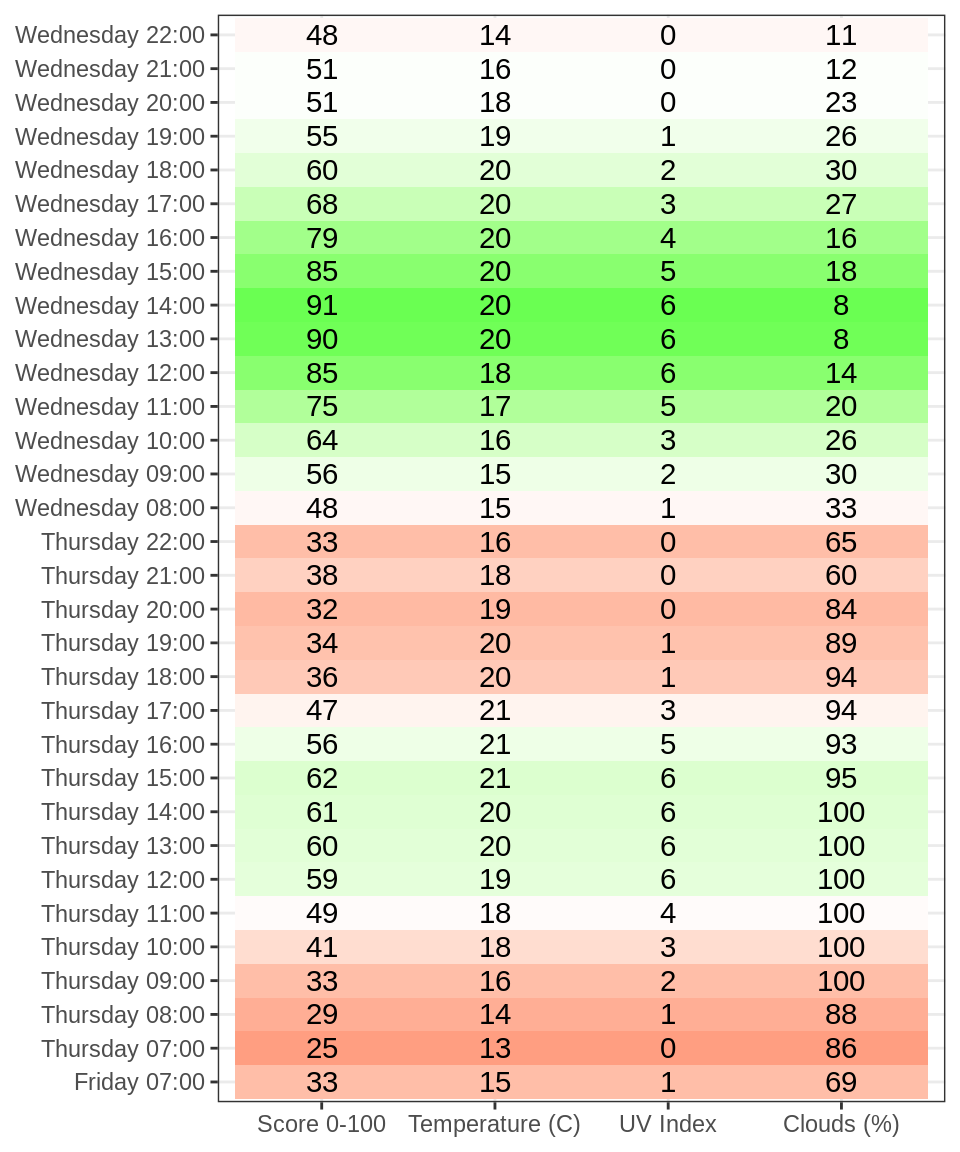 Wednesday 22:00 48 14 0 11
Wednesday 21:00 51 16 0 12
Wednesday 20:00 51 18 0 23
Wednesday 19:00 55 19 1 26
Wednesday 18:00 60 20 2 30
Wednesday 17:00 68 20 3 27
Wednesday 16:00 79 20 4 16
Wednesday 15:00 85 20 5 18
Wednesday 14:00 91 20 6 8
Wednesday 13:00 90 20 6 8
Wednesday 12:00 85 18 6 14
Wednesday 11:00 75 17 5 20
Wednesday 10:00 64 16 3 26
Wednesday 09:00 56 15 2 30
Wednesday 08:00 48 15 1 33
Thursday 22:00 33 16 0 65
Thursday 21:00 38 18 0 60
Thursday 20:00 32 19 0 84
Thursday 19:00 34 20 1 89
Thursday 18:00 36 20 1 94
Thursday 17:00 47 21 3 94
Thursday 16:00 56 21 5 93
Thursday 15:00 62 21 6 95
Thursday 14:00 61 20 6 100
Thursday 13:00 60 20 6 100
Thursday 12:00 59 19 6 100
Thursday 11:00 49 18 4 100
Thursday 10:00 41 18 3 100
Thursday 09:00 33 16 2 100
Thursday 08:00 29 14 1 88
Thursday 07:00 25 13 0 86
Friday 07:00 33 15 1 69
Score 0-100 Temperature (C) UV Index Clouds (%)